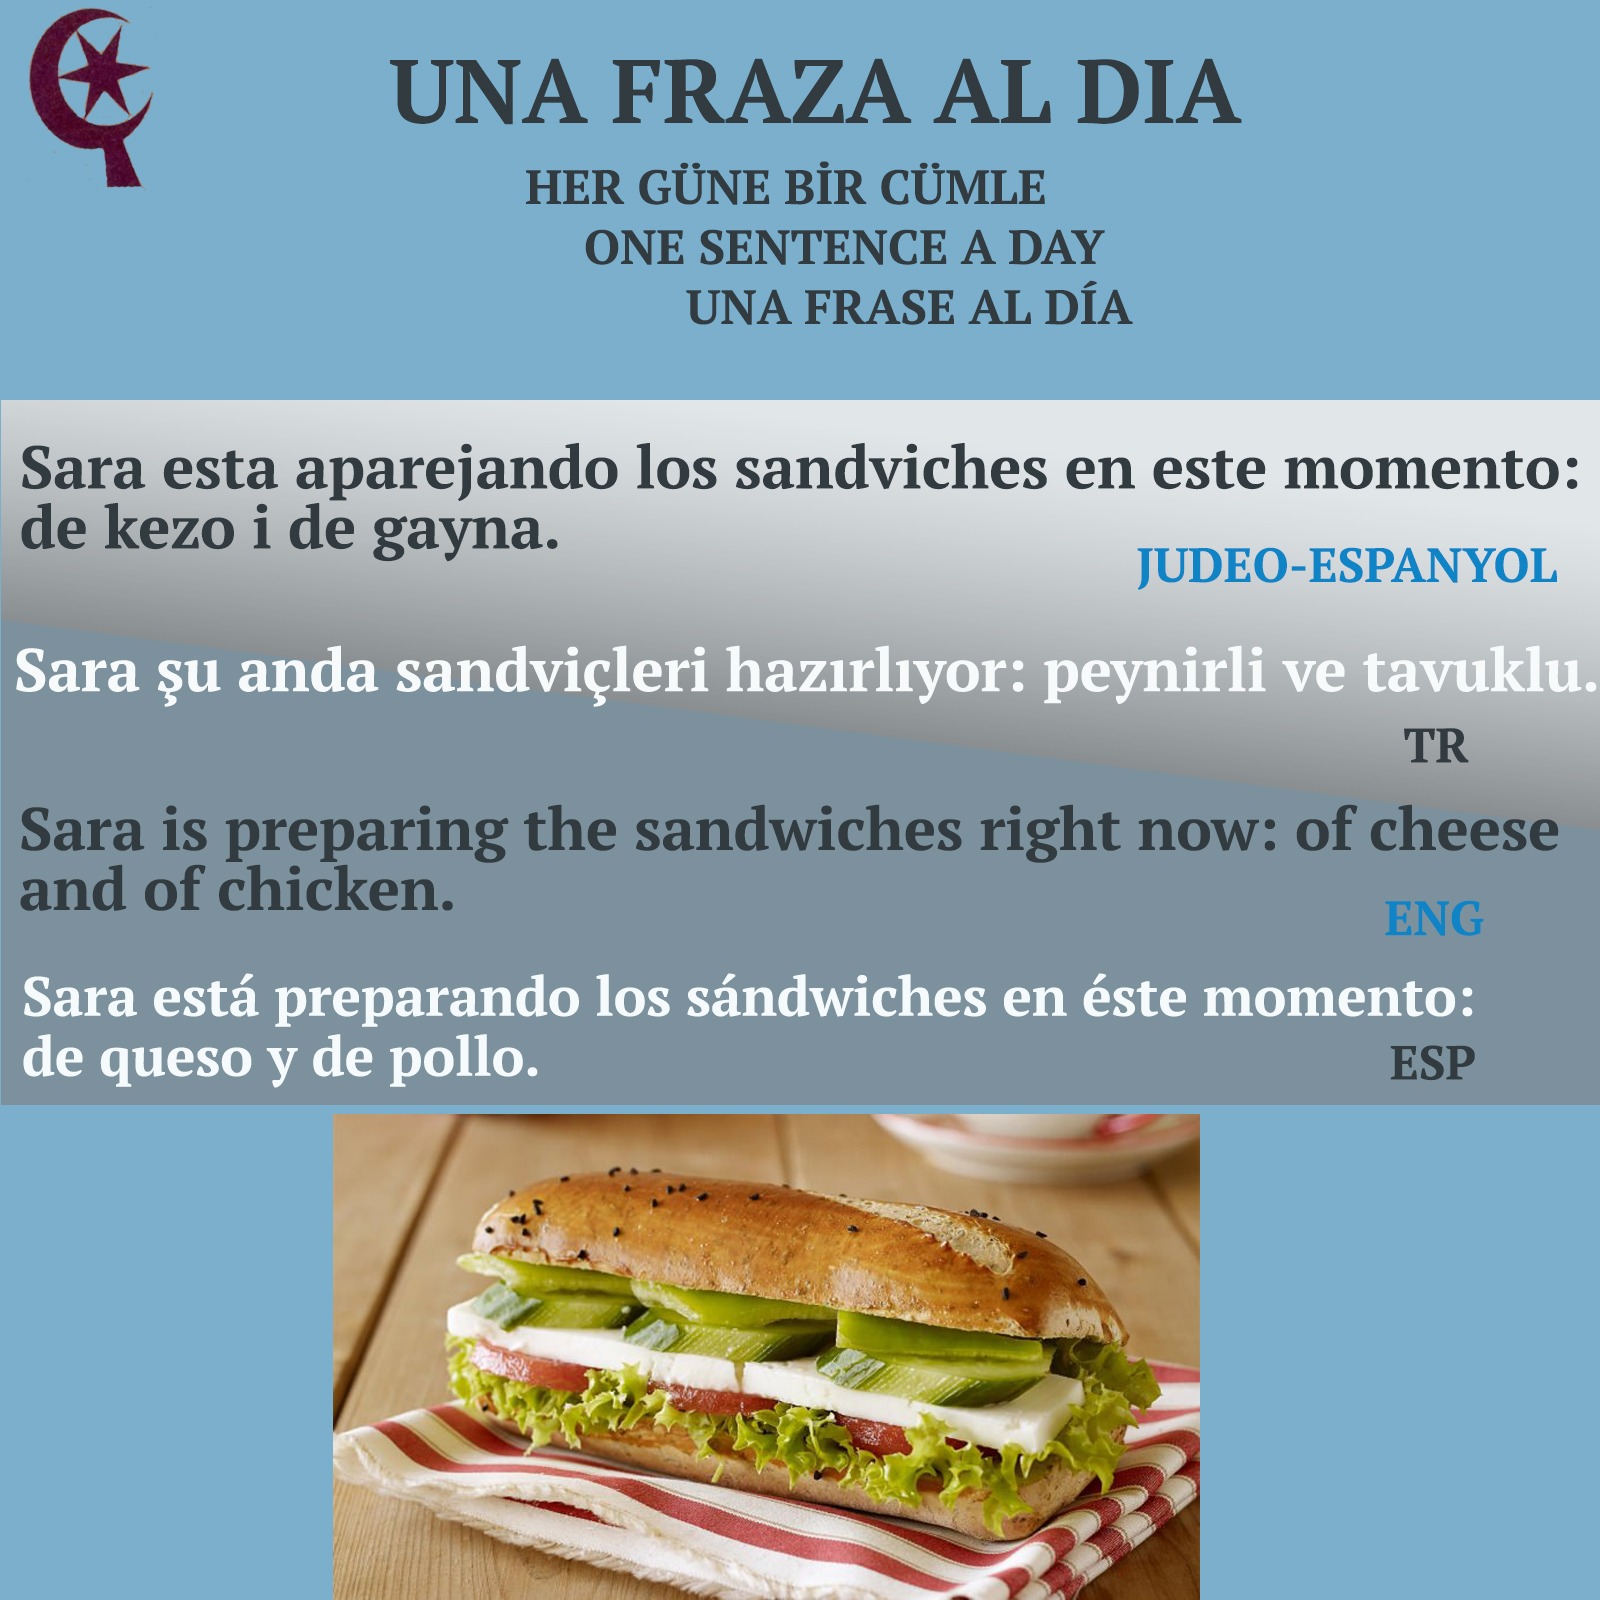 UNA FRAZA AL DIA
HER GÜNE BİR CÜMLE
ONE SENTENCE A DAY
UNA FRASE AL DÍA
Sara esta aparejando los sandviches en este momento:
de kezo i de gayna.
JUDEO-ESPANYOL
Sara şu anda sandviçleri hazırlıyor: peynirli ve tavuklu.
TR
Sara is preparing the sandwiches right now: of cheese
and of chicken.
ENG
Sara está preparando los sándwiches en éste momento:
de queso y de pollo.
ESP